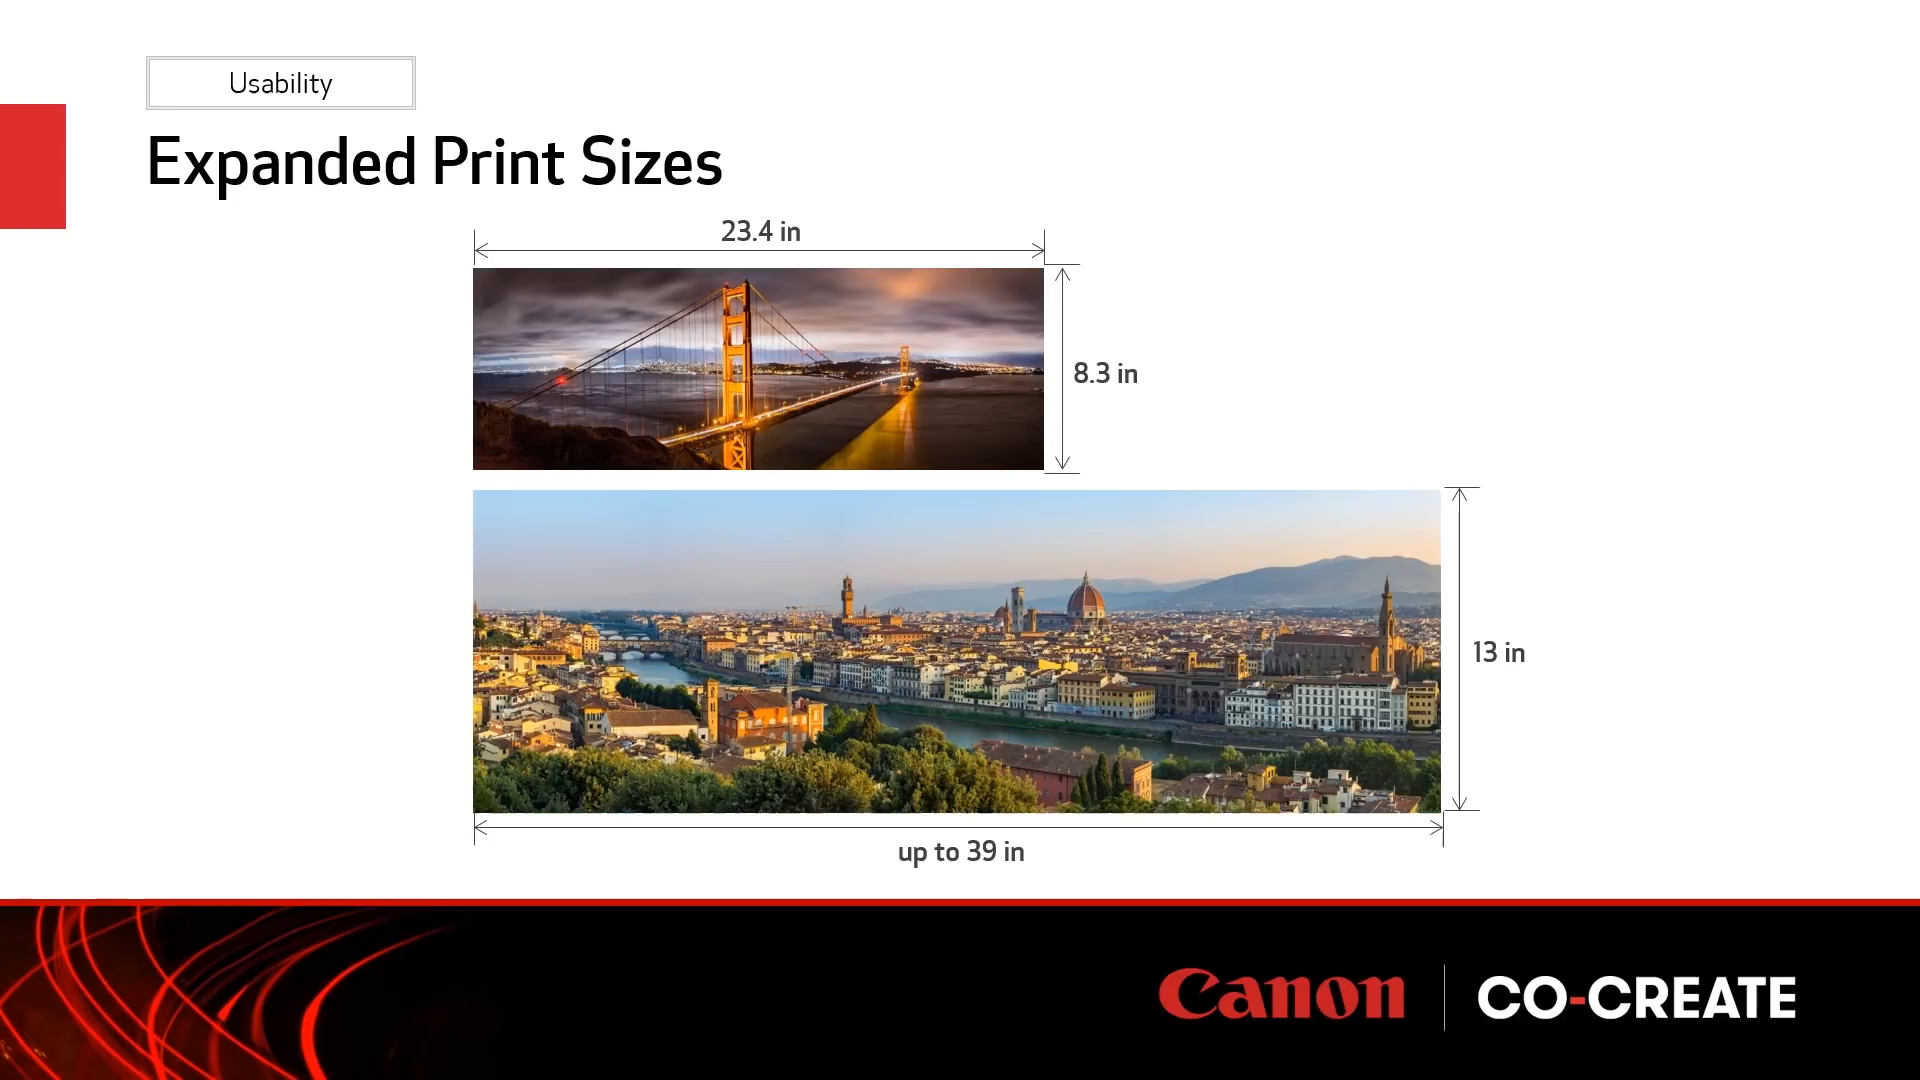 Usability
Expanded Print Sizes
23.4 in
8.3 in
13 in
up to 39 in
Canon
CO-CREATE